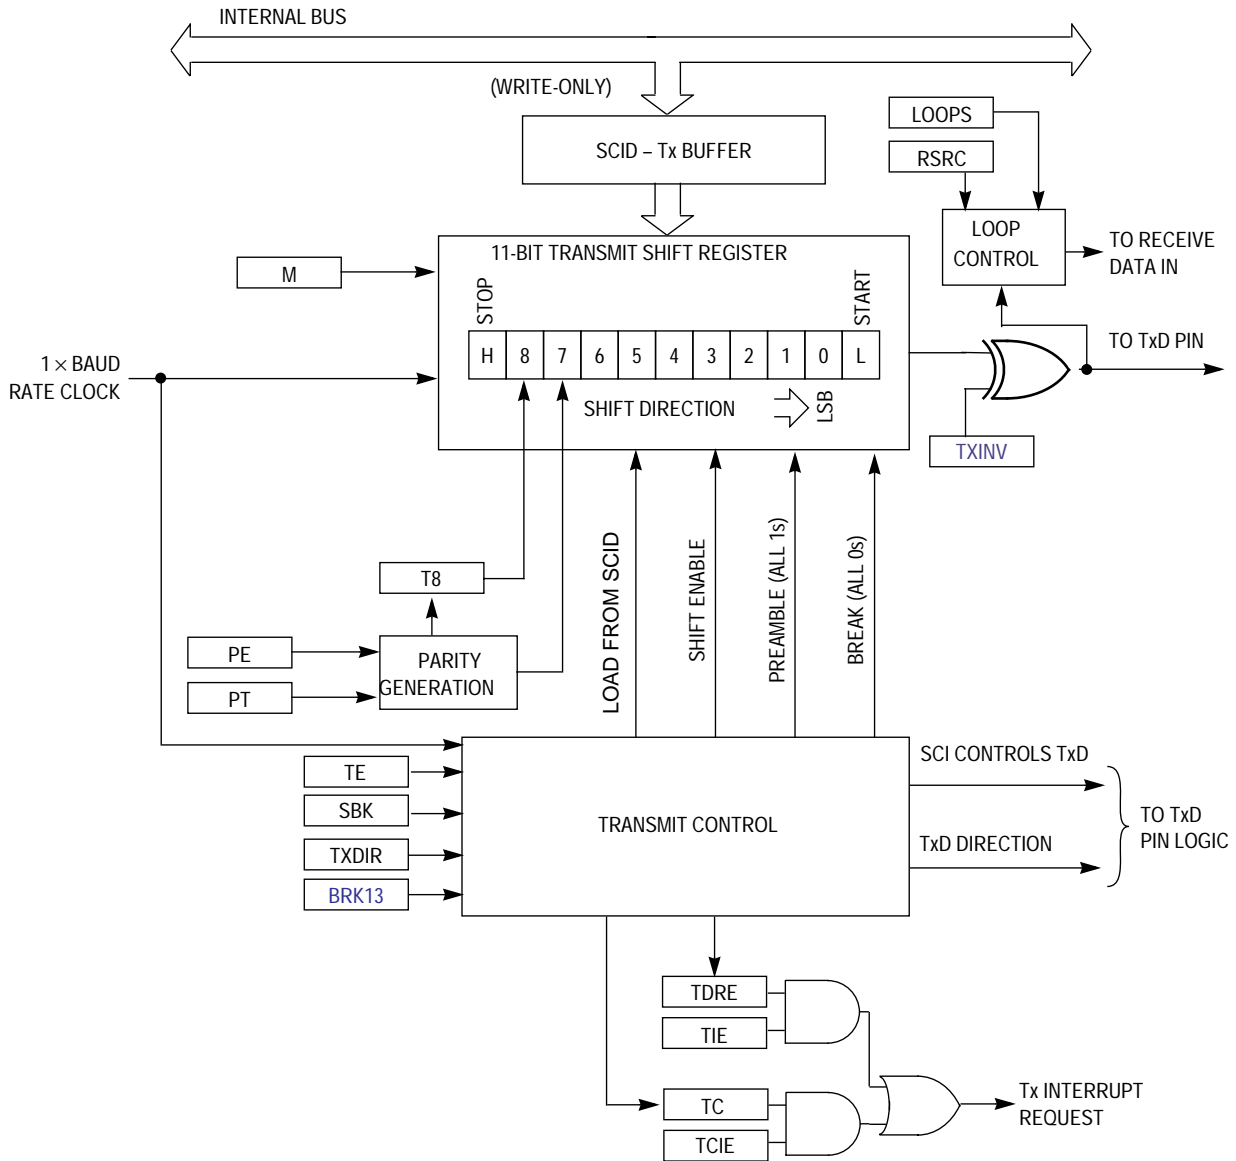 INTERNAL BUS
(WRITE-ONLY)
SCID – Tx BUFFER
LOOPS
RSRC
LOOP
CONTROL
TO RECEIVE
DATA IN
11-BIT TRANSMIT SHIFT REGISTER
M
STOP
START
H 8 7 6 5 4 3 2 1 0 L
SHIFT DIRECTION
LSB
1 × BAUD
RATE CLOCK
TO TxD PIN
TXINV
LOAD FROM SCID
SHIFT ENABLE
PREAMBLE (ALL 1s)
BREAK (ALL 0s)
T8
PE
PT
PARITY
GENERATION
TE
SBK
TXDIR
BRK13
TRANSMIT CONTROL
SCI CONTROLS TxD
TxD DIRECTION
TO TxD
PIN LOGIC
TDRE
TIE
TC
TCIE
Tx INTERRUPT
REQUEST